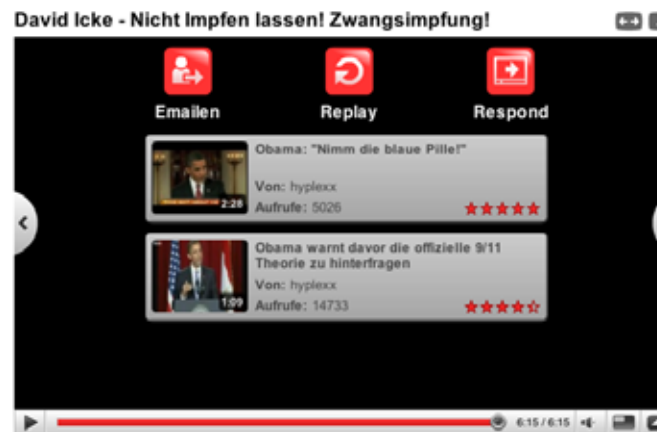 David Icke - Nicht Impfen lassen! Zwangsimpfung!
Emailen
Replay
Respond
Obama: "Nimm die blaue Pille!"
Von: hyplexx
2:28
Aufrufe: 5026
Obama warnt davor die offizielle 9/11
Theorie zu hinterfragen
Von: hyplexx
1:09
Aufrufe: 14733
6:15 / 6:15